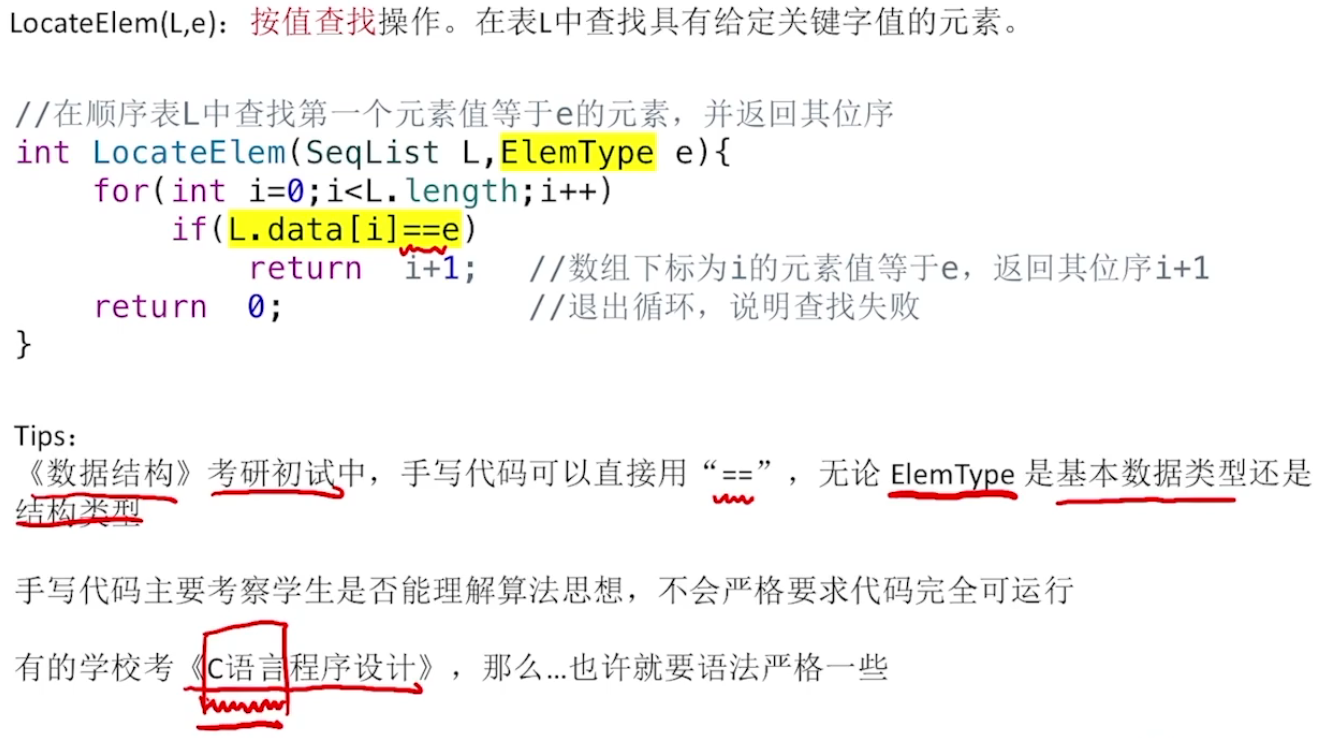 LocateElem(L,e)：按值查找操作。在表L中查找具有给定关键字值的元素。
//在顺序表L中查找第一个元素值等于e的元素，并返回其位序
int LocateElem(SeqList L,ElemType e){
    for(int i=0;i<L.length;i++)
        if(L.data[i]==e)
            return  i+1;   //数组下标为i的元素值等于e，返回其位序i+1
    return  0;             //退出循环，说明查找失败
}
Tips：
《数据结构》考研初试中，手写代码可以直接用“==”，无论 ElemType 是基本数据类型还是
结构类型
手写代码主要考察学生是否能理解算法思想，不会严格要求代码完全可运行
有的学校考《C语言程序设计》，那么...也许就要语法严格一些